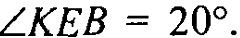 ∠KEB = 20°.